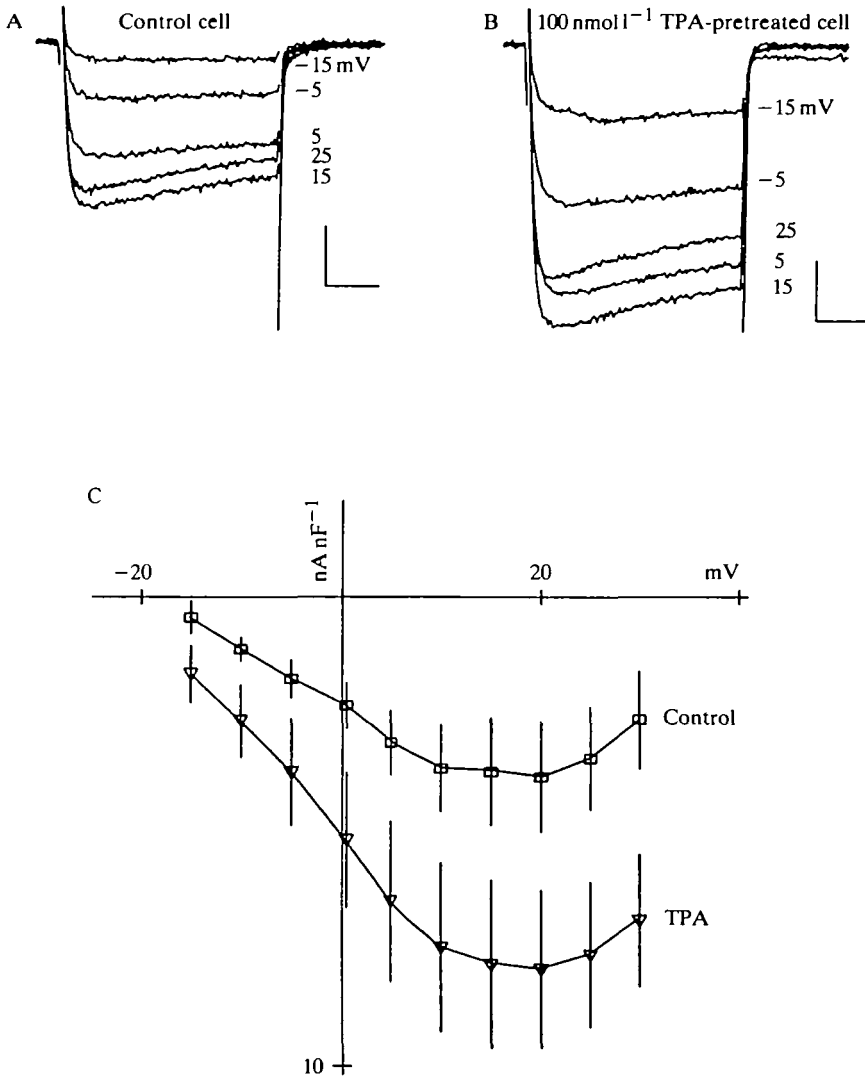 A
Control cell
−15 mV
−5
5
25
15
B
100 nmol l⁻¹ TPA-pretreated cell
−15 mV
−5
25
5
15
C
nA nF⁻¹
−20
20
mV
Control
TPA
10